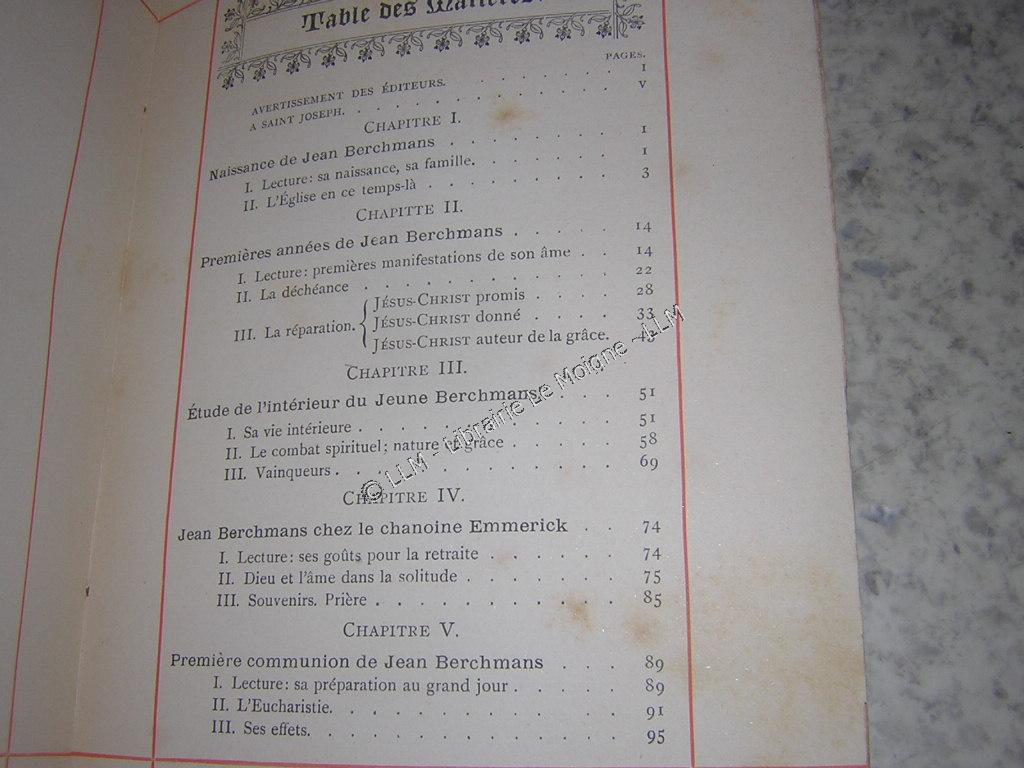 Table des Matières.
PAGES.
AVERTISSEMENT DES ÉDITEURS. . . . . . . . I
A SAINT JOSEPH. . . . . . . . . . . . V
CHAPITRE I.
Naissance de Jean Berchmans . . . . . . . 1
I. Lecture: sa naissance, sa famille. . . . . . . 1
II. L'Église en ce temps-là . . . . . . . . 3
CHAPITTE II.
Premières années de Jean Berchmans . . . . . 14
I. Lecture: premières manifestations de son âme . . 14
II. La déchéance . . . . . . . . . . 22
III. La réparation. { JÉSUS-CHRIST promis . . . . 28
JÉSUS-CHRIST donné . . . . 33
JÉSUS-CHRIST auteur de la grâce. . 43
CHAPITRE III.
Étude de l'intérieur du Jeune Berchmans . . . 51
I. Sa vie intérieure . . . . . . . . . . 51
II. Le combat spirituel; nature et grâce . . . . . 58
III. Vainqueurs . . . . . . . . . . . 69
CHAPITRE IV.
Jean Berchmans chez le chanoine Emmerick . . 74
I. Lecture: ses goûts pour la retraite . . . . . . 74
II. Dieu et l'âme dans la solitude . . . . . . . 75
III. Souvenirs. Prière . . . . . . . . . . 85
CHAPITRE V.
Première communion de Jean Berchmans . . . 89
I. Lecture: sa préparation au grand jour . . . . . 89
II. L'Eucharistie. . . . . . . . . . . 91
III. Ses effets. . . . . . . . . . . . 95
© LLM - Librairie Le Moigne - LLM